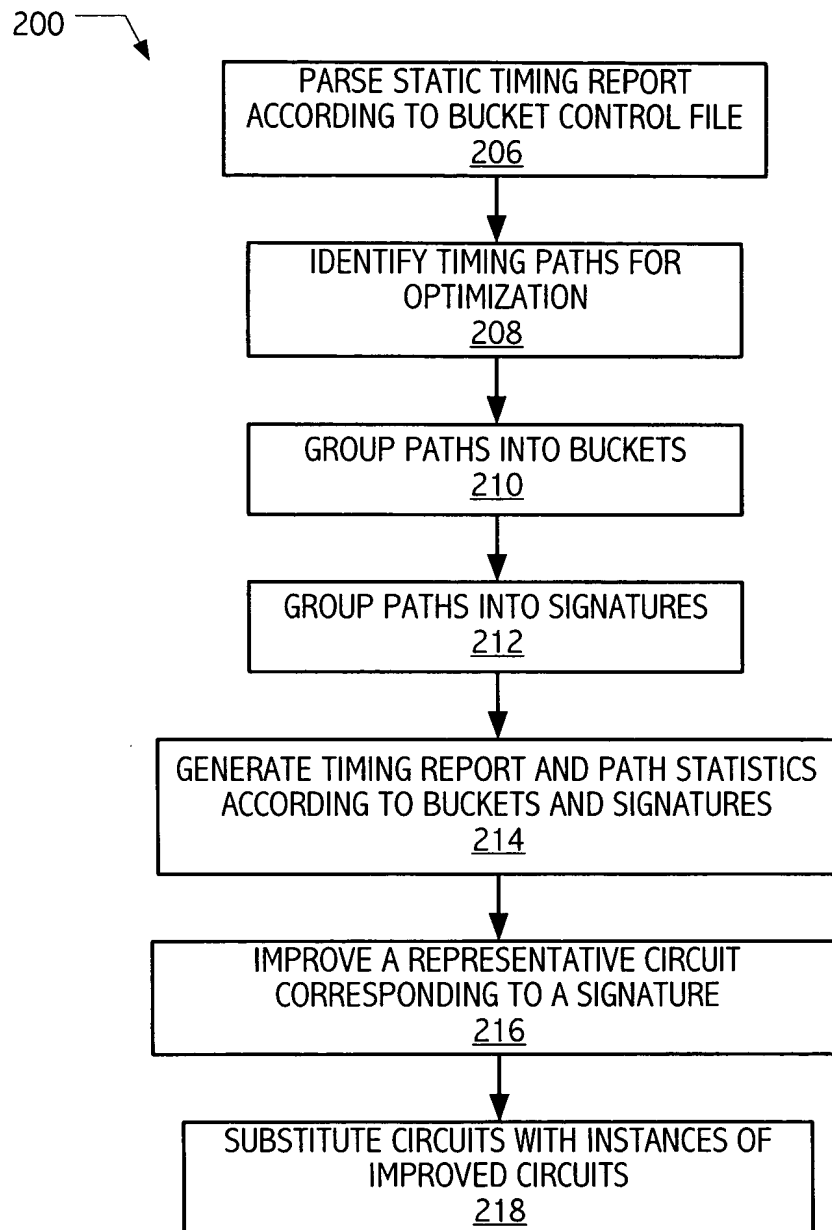 200
PARSE STATIC TIMING REPORT
ACCORDING TO BUCKET CONTROL FILE
206
IDENTIFY TIMING PATHS FOR
OPTIMIZATION
208
GROUP PATHS INTO BUCKETS
210
GROUP PATHS INTO SIGNATURES
212
GENERATE TIMING REPORT AND PATH STATISTICS
ACCORDING TO BUCKETS AND SIGNATURES
214
IMPROVE A REPRESENTATIVE CIRCUIT
CORRESPONDING TO A SIGNATURE
216
SUBSTITUTE CIRCUITS WITH INSTANCES OF
IMPROVED CIRCUITS
218